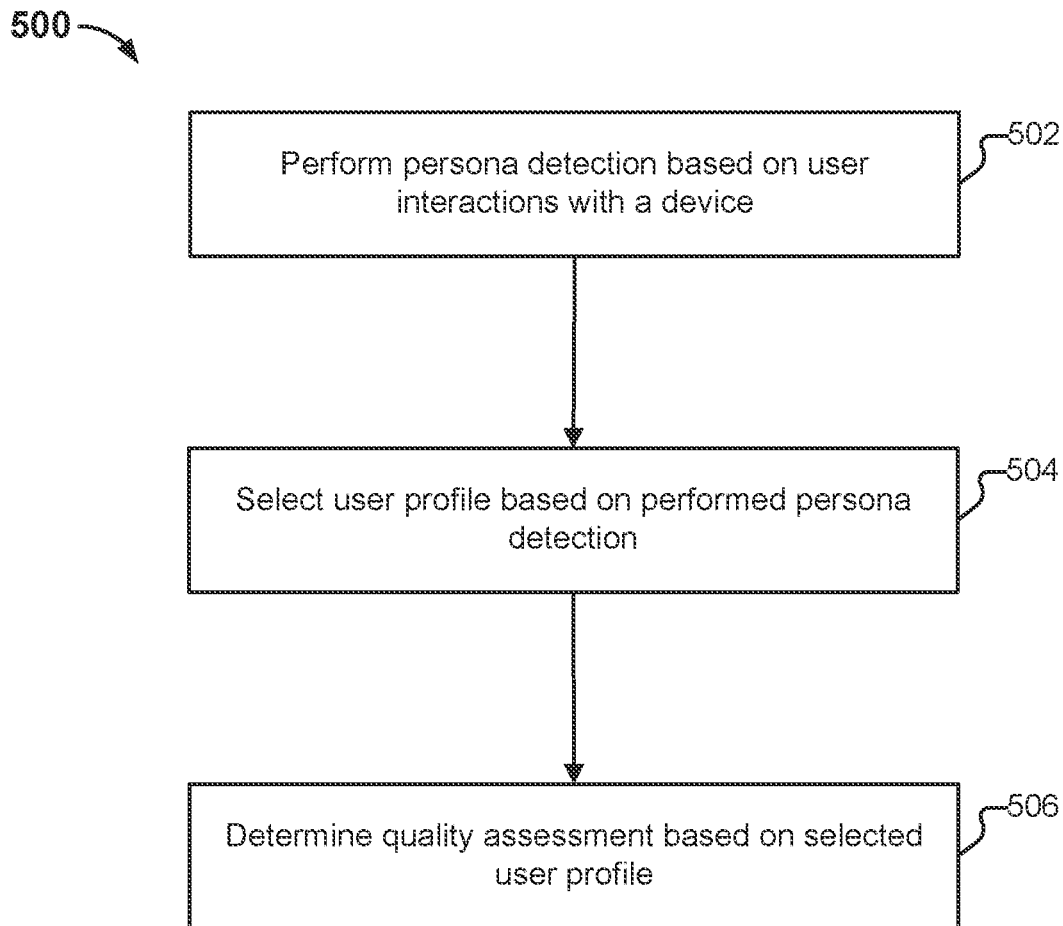 500
502
Perform persona detection based on user
interactions with a device
504
Select user profile based on performed persona
detection
506
Determine quality assessment based on selected
user profile